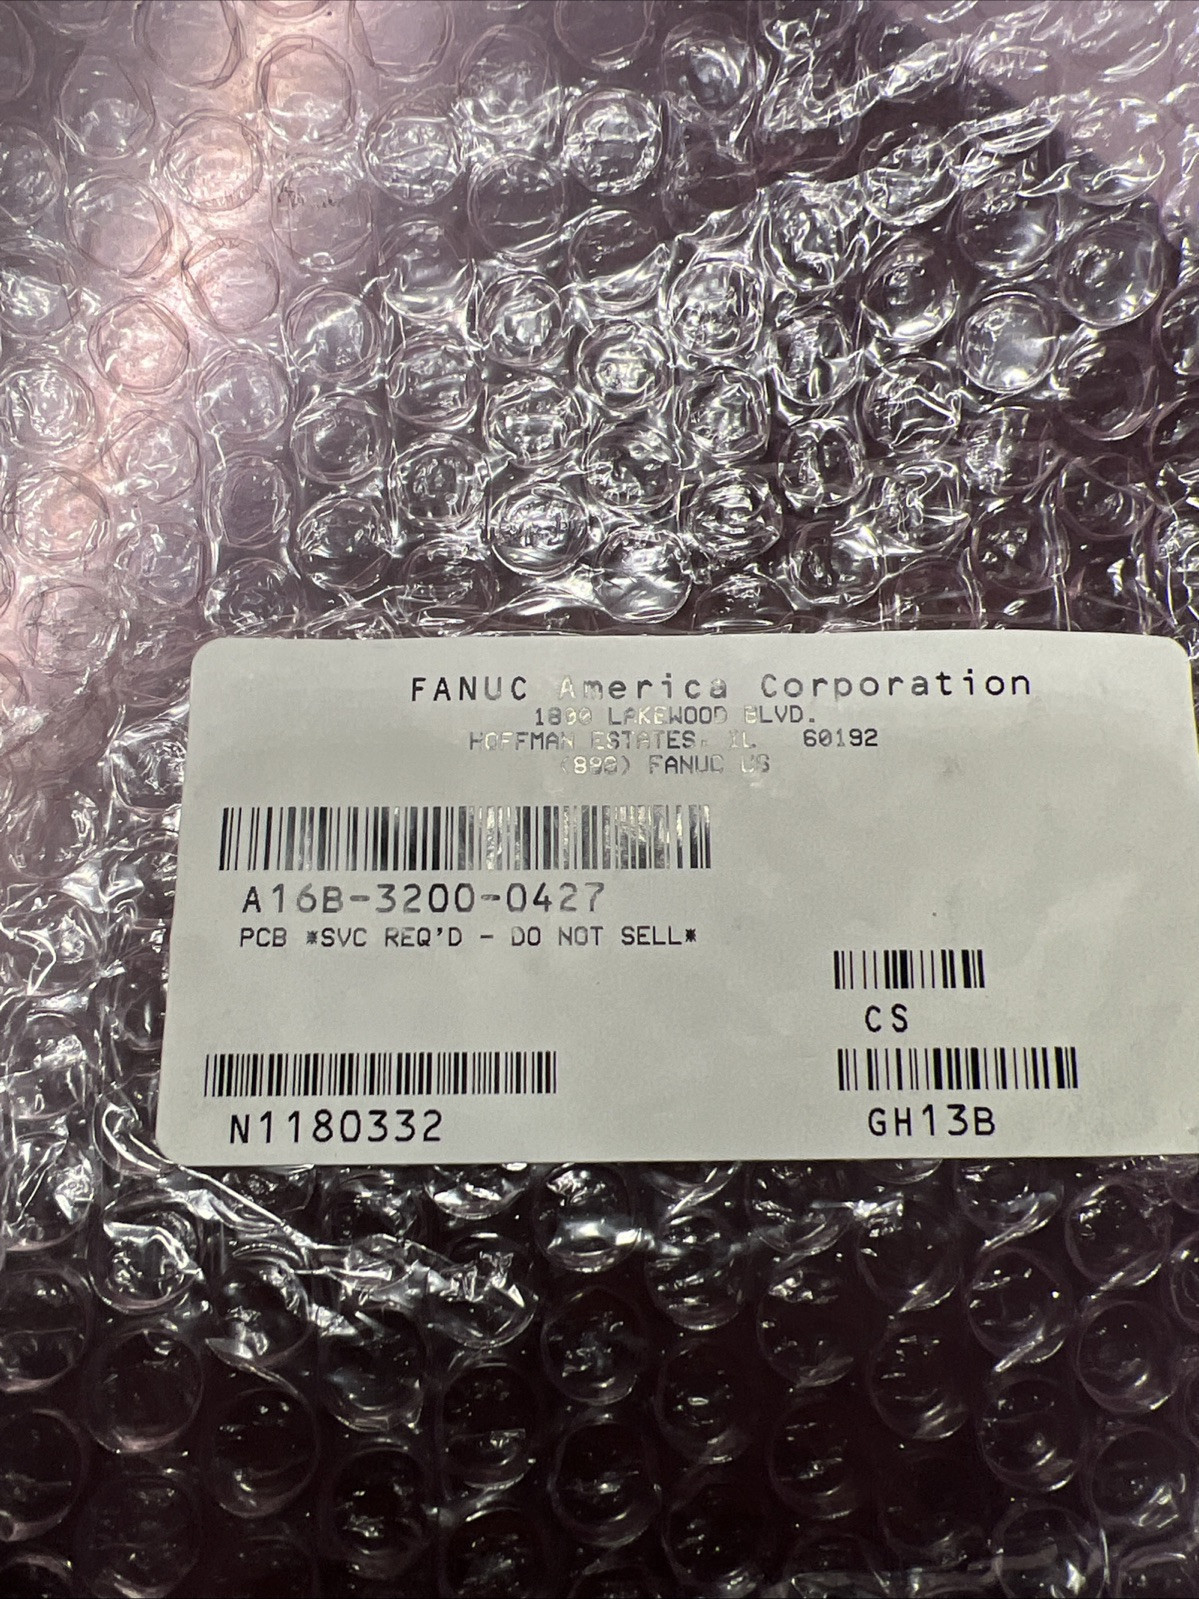 FANUC America Corporation
1800 LAKEWOOD BLVD.
HOFFMAN ESTATES, IL 60192
FANUC US
A16B-3200-0427
PCB *SVC REQ'D - DO NOT SELL*
CS
N1180332
GH13B